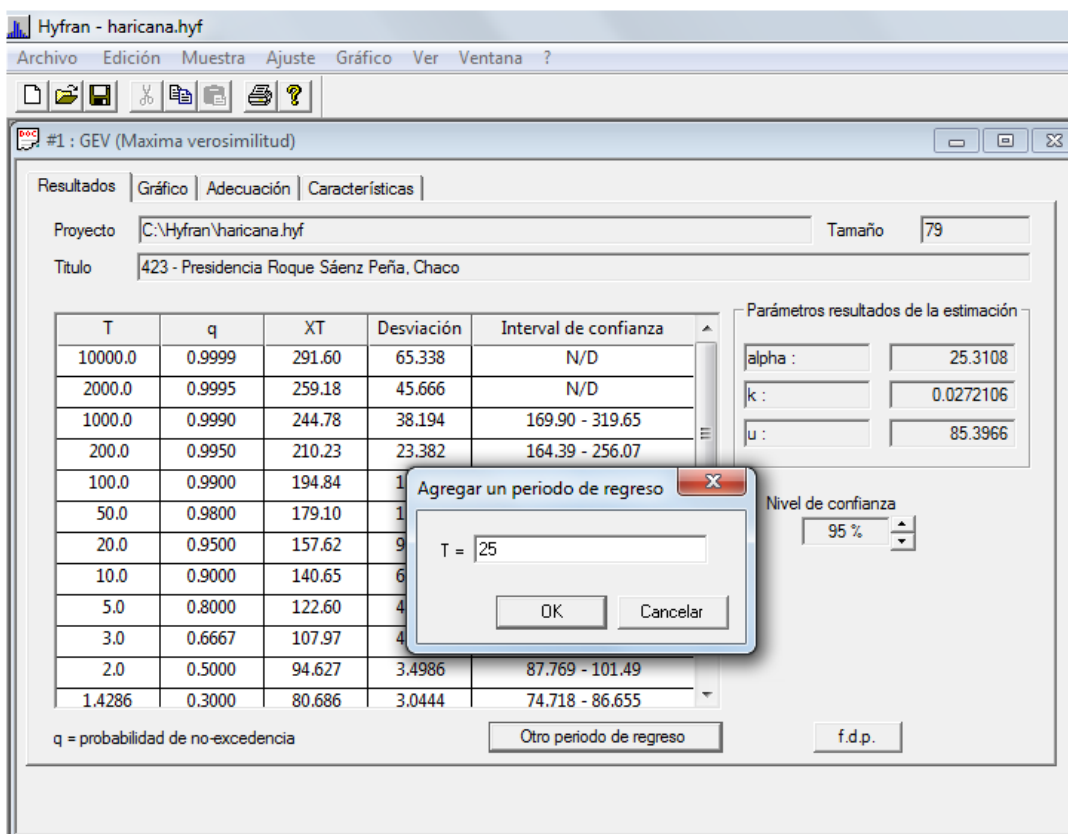 Hyfran - haricana.hyf
Archivo Edición Muestra Ajuste Gráfico Ver Ventana ?
#1 : GEV (Maxima verosimilitud)
Resultados Gráfico Adecuación Características
Proyecto C:\Hyfran\haricana.hyf Tamaño 79
Titulo 423 - Presidencia Roque Sáenz Peña, Chaco
Parámetros resultados de la estimación
T q XT Desviación Interval de confianza
10000.0 0.9999 291.60 65.338 N/D
alpha : 25.3108
2000.0 0.9995 259.18 45.666 N/D
k : 0.0272106
1000.0 0.9990 244.78 38.194 169.90 - 319.65
u : 85.3966
200.0 0.9950 210.23 23.382 164.39 - 256.07
100.0 0.9900 194.84 1
Agregar un periodo de regreso
50.0 0.9800 179.10 1
Nivel de confianza
95 %
20.0 0.9500 157.62 9
T = 25
10.0 0.9000 140.65 6
5.0 0.8000 122.60 4
OK Cancelar
3.0 0.6667 107.97 4
2.0 0.5000 94.627 3.4986 87.769 - 101.49
1.4286 0.3000 80.686 3.0444 74.718 - 86.655
q = probabilidad de no-excedencia
Otro periodo de regreso
f.d.p.